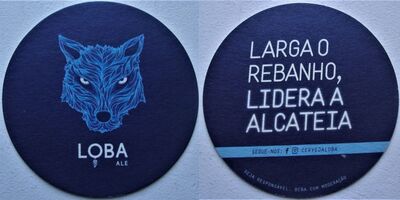 LOBA
ALE
LARGA O
REBANHO,
LIDERA A
ALCATEIA
SEGUE-NOS: CERVEJALOBA
SEJA RESPONSÁVEL. BEBA COM MODERAÇÃO